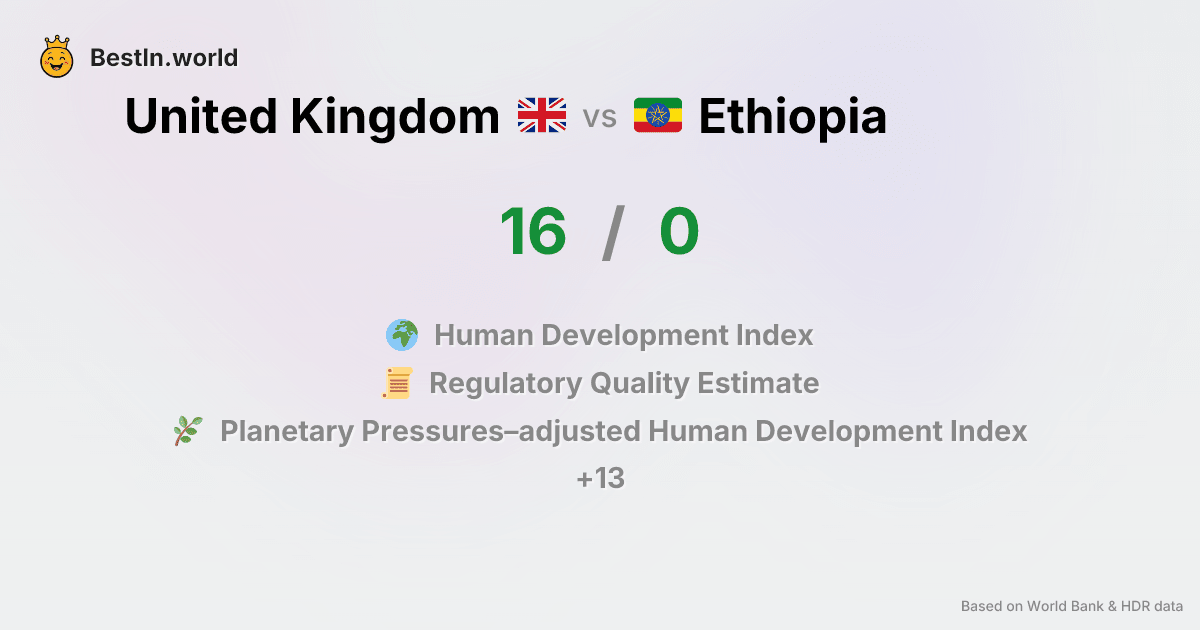 BestIn.world
United Kingdom vs Ethiopia
16 / 0
Human Development Index
Regulatory Quality Estimate
Planetary Pressures–adjusted Human Development Index
+13
Based on World Bank & HDR data